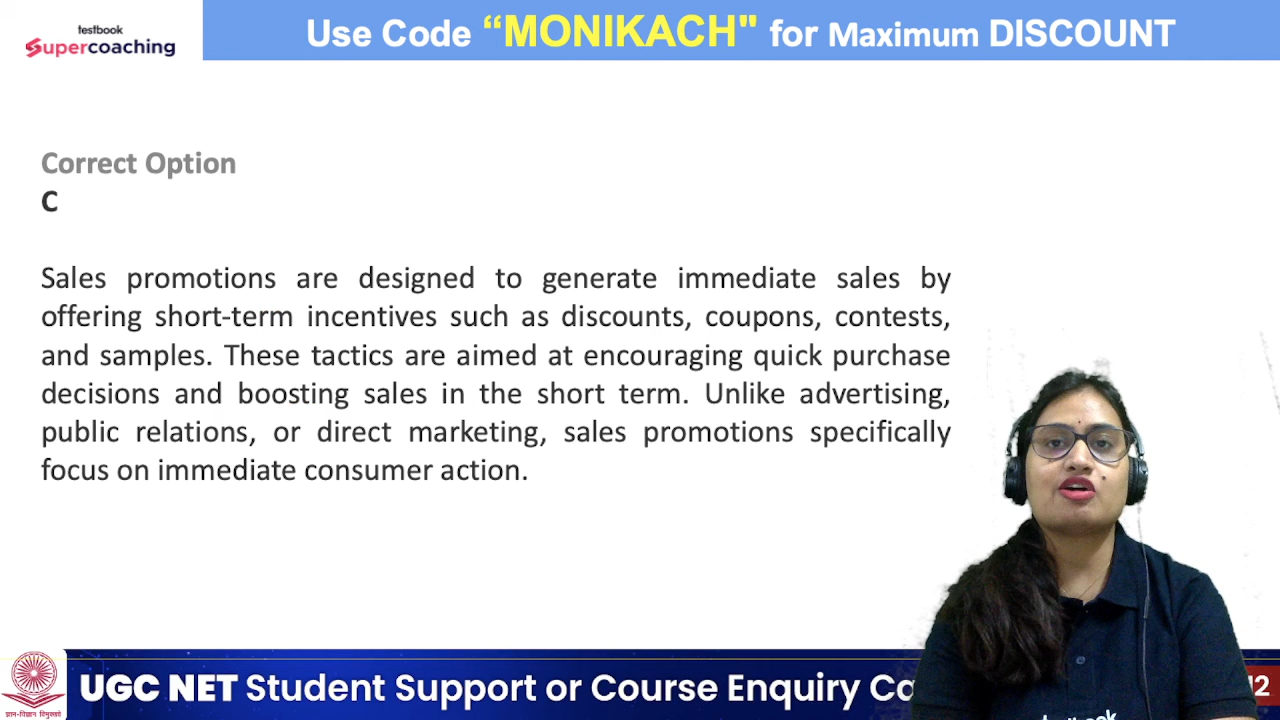 testbook
Supercoaching
Use Code “MONIKACH" for Maximum DISCOUNT
Correct Option
C
Sales promotions are designed to generate immediate sales by
offering short-term incentives such as discounts, coupons, contests,
and samples. These tactics are aimed at encouraging quick purchase
decisions and boosting sales in the short term. Unlike advertising,
public relations, or direct marketing, sales promotions specifically
focus on immediate consumer action.
UGC NET Student Support or Course Enquiry Ca
12
ज्ञान-विज्ञान विमुक्तये